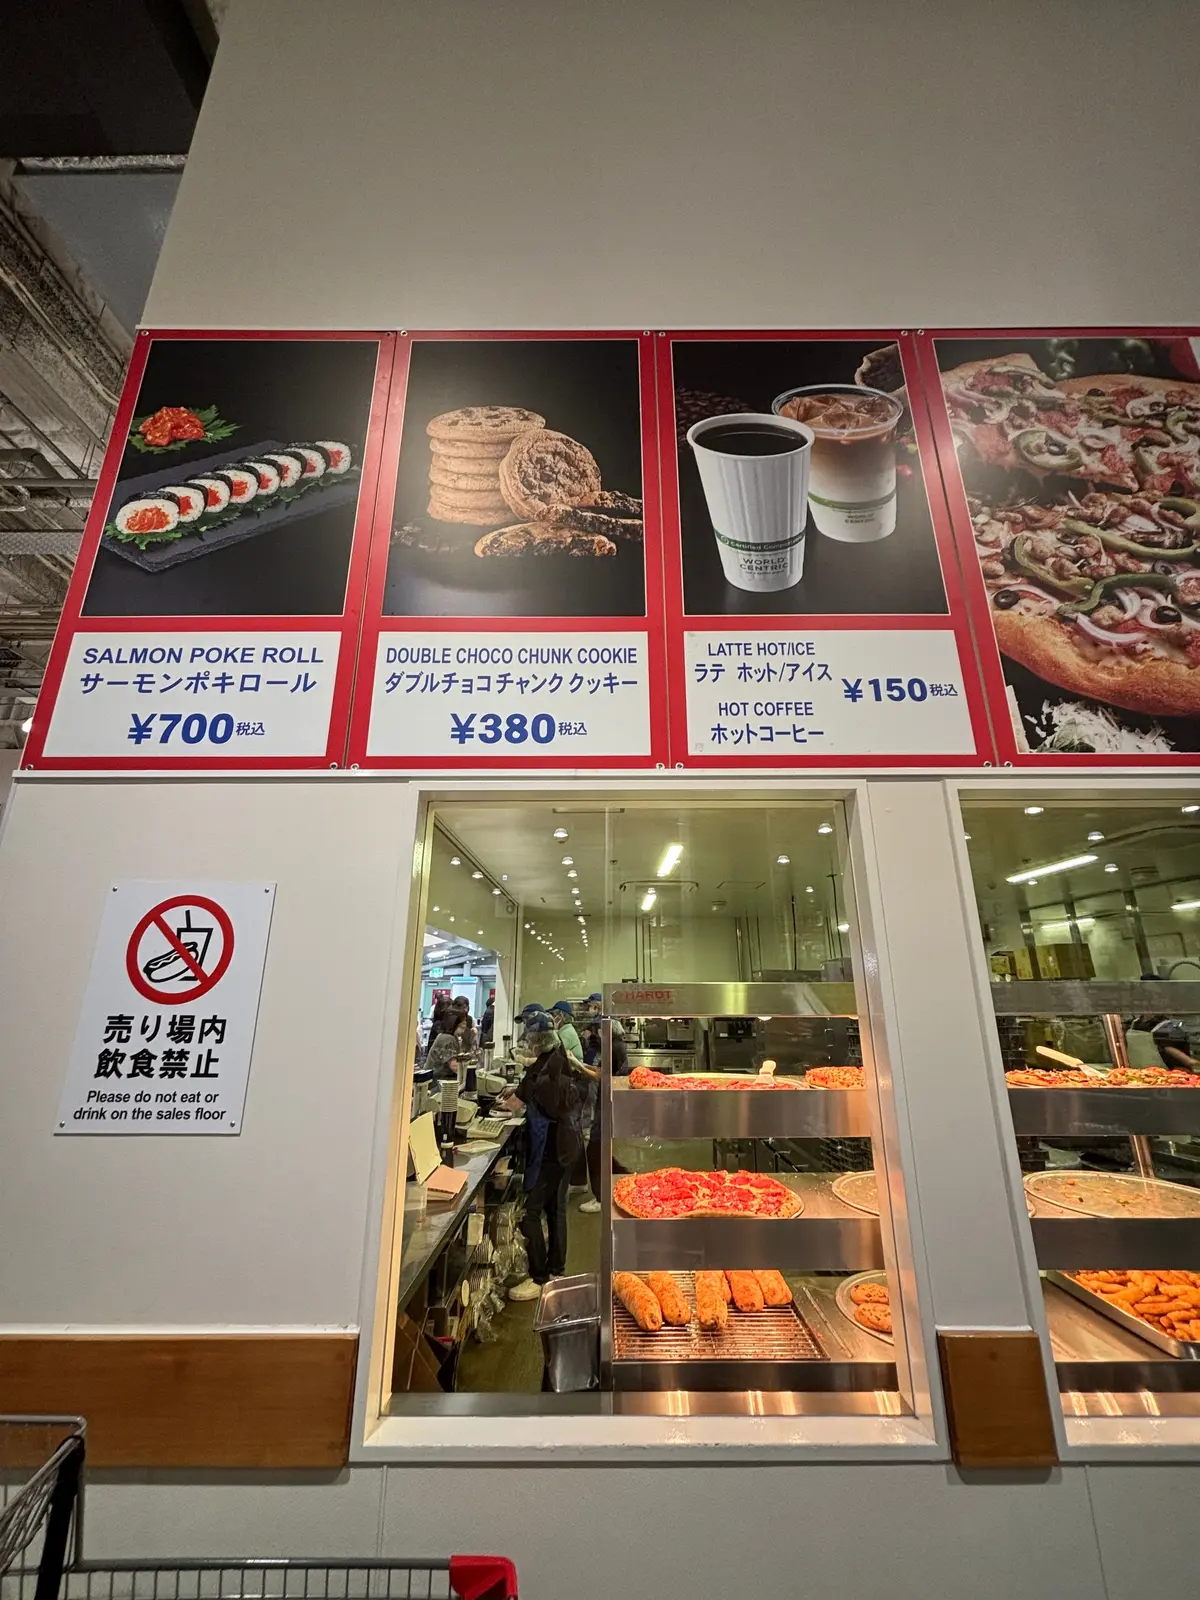 SALMON POKE ROLL
サーモンポキロール
¥700税込
DOUBLE CHOCO CHUNK COOKIE
ダブルチョコチャンククッキー
¥380税込
Certified Compostable
WORLD
CENTRIC
LATTE HOT/ICE
ラテ ホット/アイス
HOT COFFEE
ホットコーヒー
¥150税込
HARDT
売り場内
飲食禁止
Please do not eat or
drink on the sales floor